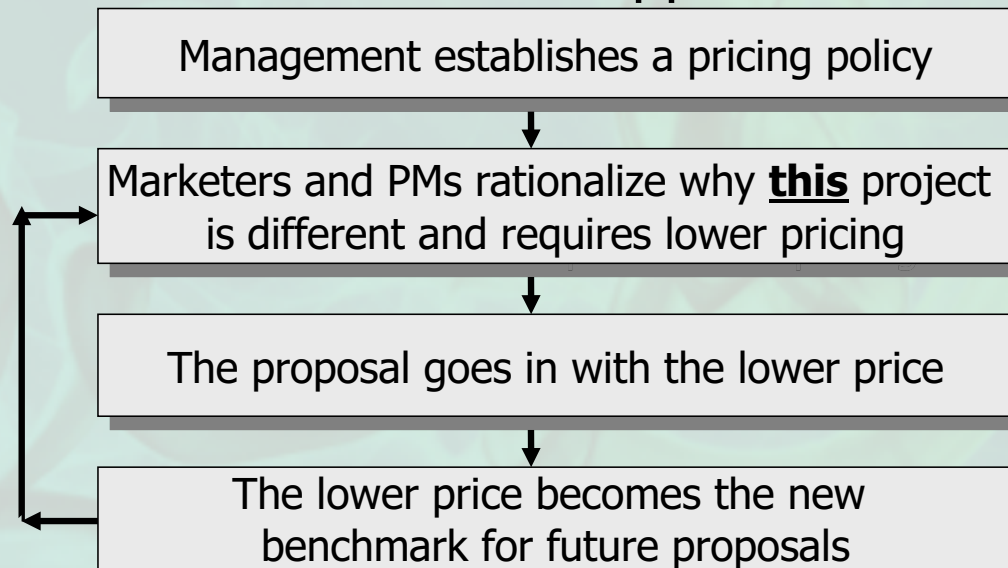 Management establishes a pricing policy
Marketers and PMs rationalize why this project
is different and requires lower pricing
The proposal goes in with the lower price
The lower price becomes the new
benchmark for future proposals